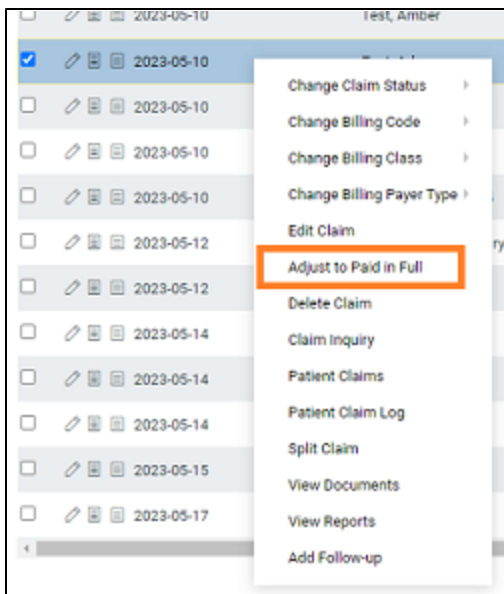 2023-05-10 Test, Amber
2023-05-10
2023-05-10
2023-05-10
2023-05-10
2023-05-12
2023-05-12
2023-05-14
2023-05-14
2023-05-14
2023-05-15
2023-05-17
Change Claim Status
Change Billing Code
Change Billing Class
Change Billing Payer Type
Edit Claim
Adjust to Paid in Full
Delete Claim
Claim Inquiry
Patient Claims
Patient Claim Log
Split Claim
View Documents
View Reports
Add Follow-up